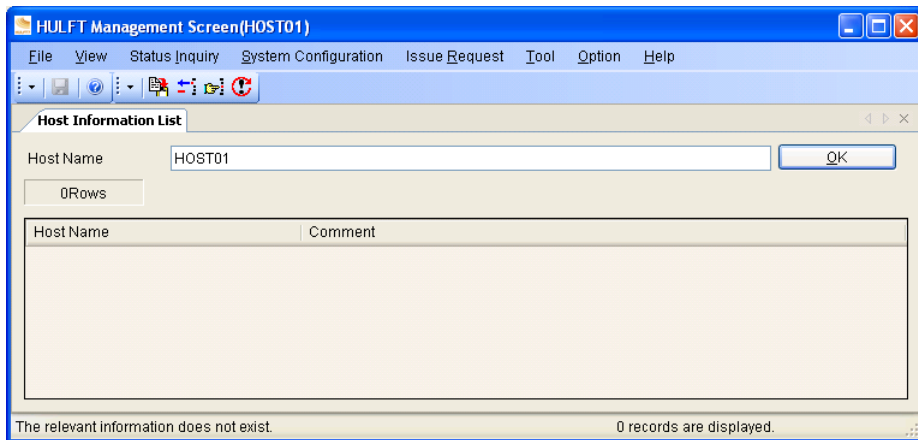 HULFT Management Screen(HOST01)
File View Status Inquiry System Configuration Issue Request Tool Option Help
Host Information List
Host Name HOST01 OK
0Rows
Host Name Comment
The relevant information does not exist. 0 records are displayed.